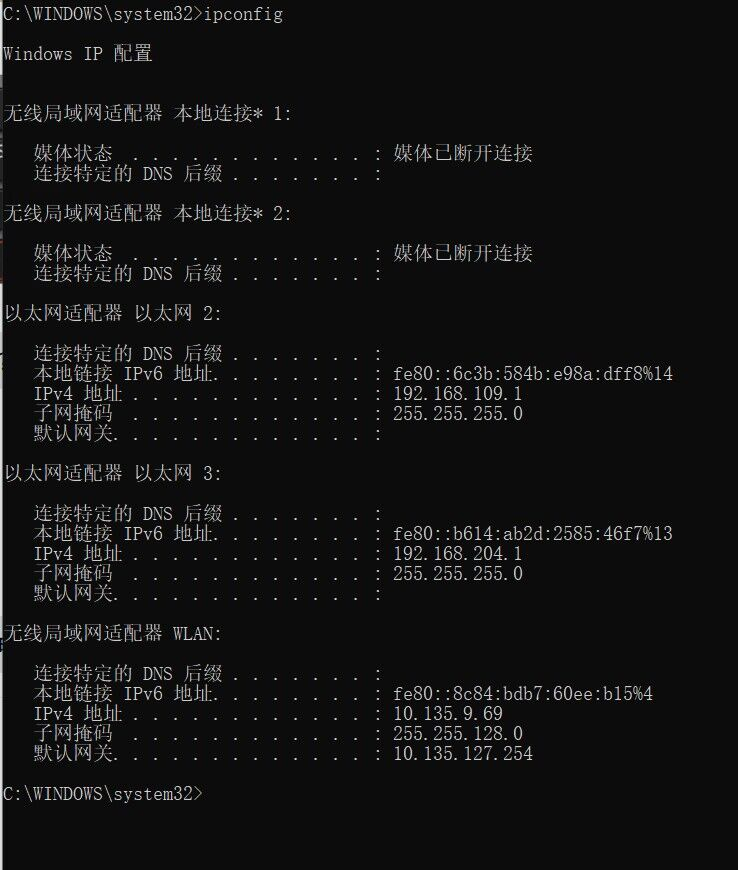 C:\WINDOWS\system32>ipconfig
Windows IP 配置
无线局域网适配器 本地连接* 1:
媒体状态 . . . . . . . . . . . . : 媒体已断开连接
连接特定的 DNS 后缀 . . . . . . . :
无线局域网适配器 本地连接* 2:
媒体状态 . . . . . . . . . . . . : 媒体已断开连接
连接特定的 DNS 后缀 . . . . . . . :
以太网适配器 以太网 2:
连接特定的 DNS 后缀 . . . . . . . :
本地链接 IPv6 地址. . . . . . . . : fe80::6c3b:584b:e98a:dff8%14
IPv4 地址 . . . . . . . . . . . . : 192.168.109.1
子网掩码 . . . . . . . . . . . . : 255.255.255.0
默认网关. . . . . . . . . . . . . :
以太网适配器 以太网 3:
连接特定的 DNS 后缀 . . . . . . . :
本地链接 IPv6 地址. . . . . . . . : fe80::b614:ab2d:2585:46f7%13
IPv4 地址 . . . . . . . . . . . . : 192.168.204.1
子网掩码 . . . . . . . . . . . . : 255.255.255.0
默认网关. . . . . . . . . . . . . :
无线局域网适配器 WLAN:
连接特定的 DNS 后缀 . . . . . . . :
本地链接 IPv6 地址. . . . . . . . : fe80::8c84:bdb7:60ee:b15%4
IPv4 地址 . . . . . . . . . . . . : 10.135.9.69
子网掩码 . . . . . . . . . . . . : 255.255.128.0
默认网关. . . . . . . . . . . . . : 10.135.127.254
C:\WINDOWS\system32>